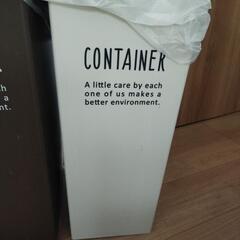 CONTAINER
A little care by each
one of us makes a
better environment.